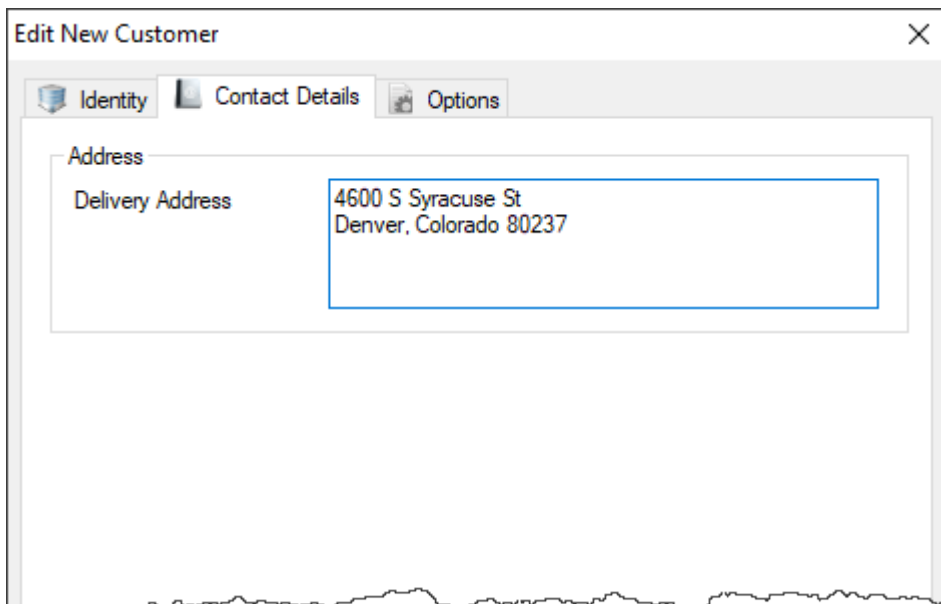 Edit New Customer
Identity
Contact Details
Options
Address
Delivery Address
4600 S Syracuse St
Denver, Colorado 80237